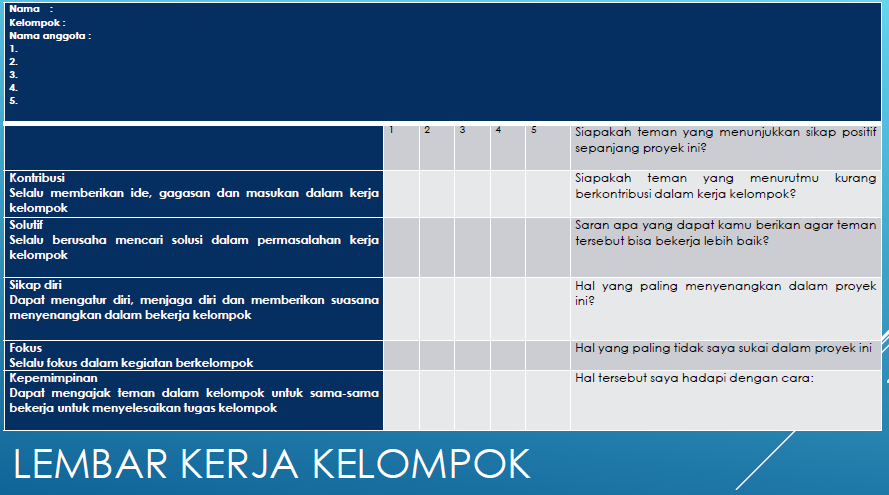 Nama :
Kelompok :
Nama anggota :
1.
2.
3.
4.
5.
1 2 3 4 5
Siapakah teman yang menunjukkan sikap positif
sepanjang proyek ini?
Kontribusi
Selalu memberikan ide, gagasan dan masukan dalam kerja
kelompok
Siapakah teman yang menurutmu kurang
berkontribusi dalam kerja kelompok?
Solutif
Selalu berusaha mencari solusi dalam permasalahan kerja
kelompok
Saran apa yang dapat kamu berikan agar teman
tersebut bisa bekerja lebih baik?
Sikap diri
Dapat mengatur diri, menjaga diri dan memberikan suasana
menyenangkan dalam bekerja kelompok
Hal yang paling menyenangkan dalam proyek
ini?
Fokus
Selalu fokus dalam kegiatan berkelompok
Hal yang paling tidak saya sukai dalam proyek ini
Kepemimpinan
Dapat mengajak teman dalam kelompok untuk sama-sama
bekerja untuk menyelesaikan tugas kelompok
Hal tersebut saya hadapi dengan cara:
LEMBAR KERJA KELOMPOK